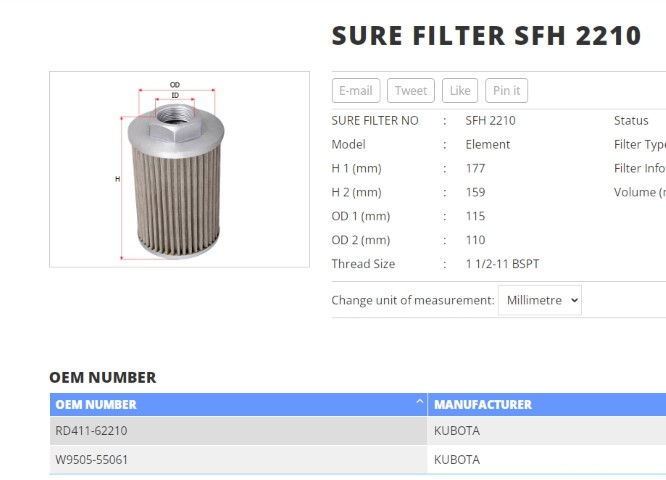 SURE FILTER SFH 2210
E-mail Tweet Like Pin it
OD
ID
H
SURE FILTER NO : SFH 2210 Status
Model : Element Filter Type
H 1 (mm) : 177 Filter Info
H 2 (mm) : 159 Volume (
OD 1 (mm) : 115
OD 2 (mm) : 110
Thread Size : 1 1/2-11 BSPT
Change unit of measurement: Millimetre
OEM NUMBER
OEM NUMBER MANUFACTURER
RD411-62210 KUBOTA
W9505-55061 KUBOTA